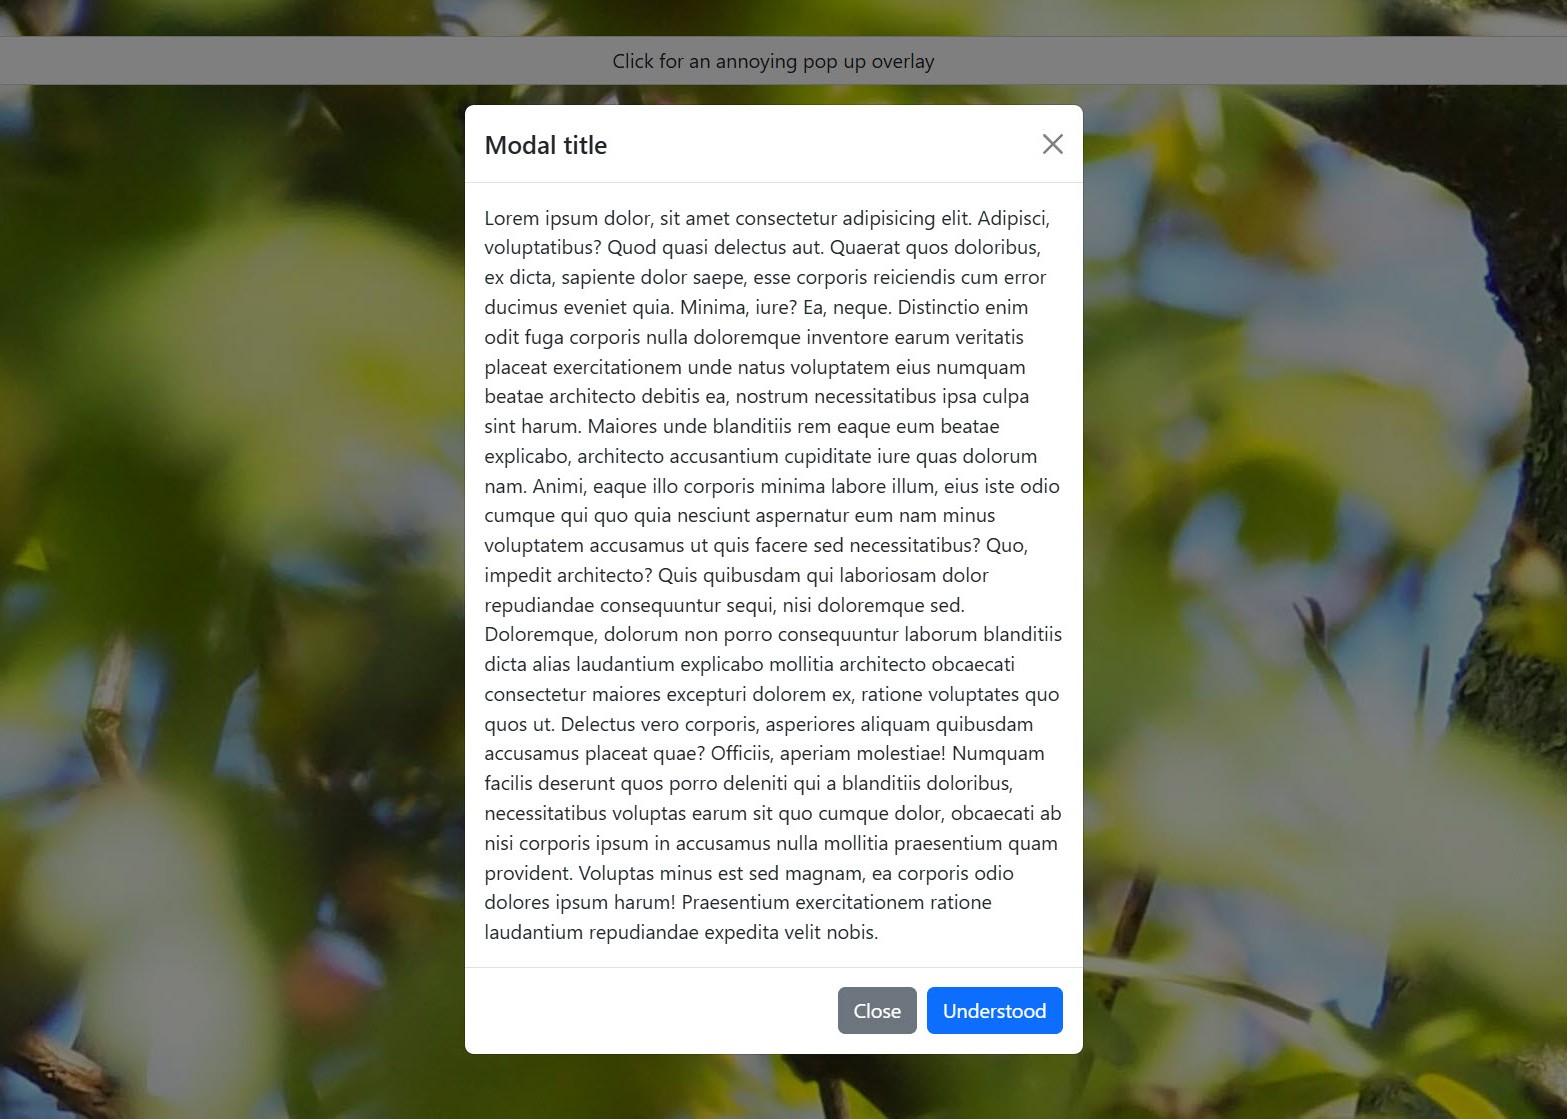 Click for an annoying pop up overlay
Modal title
Lorem ipsum dolor, sit amet consectetur adipisicing elit. Adipisci,
voluptatibus? Quod quasi delectus aut. Quaerat quos doloribus,
ex dicta, sapiente dolor saepe, esse corporis reiciendis cum error
ducimus eveniet quia. Minima, iure? Ea, neque. Distinctio enim
odit fuga corporis nulla doloremque inventore earum veritatis
placeat exercitationem unde natus voluptatem eius numquam
beatae architecto debitis ea, nostrum necessitatibus ipsa culpa
sint harum. Maiores unde blanditiis rem eaque eum beatae
explicabo, architecto accusantium cupiditate iure quas dolorum
nam. Animi, eaque illo corporis minima labore illum, eius iste odio
cumque qui quo quia nesciunt aspernatur eum nam minus
voluptatem accusamus ut quis facere sed necessitatibus? Quo,
impedit architecto? Quis quibusdam qui laboriosam dolor
repudiandae consequuntur sequi, nisi doloremque sed.
Doloremque, dolorum non porro consequuntur laborum blanditiis
dicta alias laudantium explicabo mollitia architecto obcaecati
consectetur maiores excepturi dolorem ex, ratione voluptates quo
quos ut. Delectus vero corporis, asperiores aliquam quibusdam
accusamus placeat quae? Officiis, aperiam molestiae! Numquam
facilis deserunt quos porro deleniti qui a blanditiis doloribus,
necessitatibus voluptas earum sit quo cumque dolor, obcaecati ab
nisi corporis ipsum in accusamus nulla mollitia praesentium quam
provident. Voluptas minus est sed magnam, ea corporis odio
dolores ipsum harum! Praesentium exercitationem ratione
laudantium repudiandae expedita velit nobis.
Close
Understood